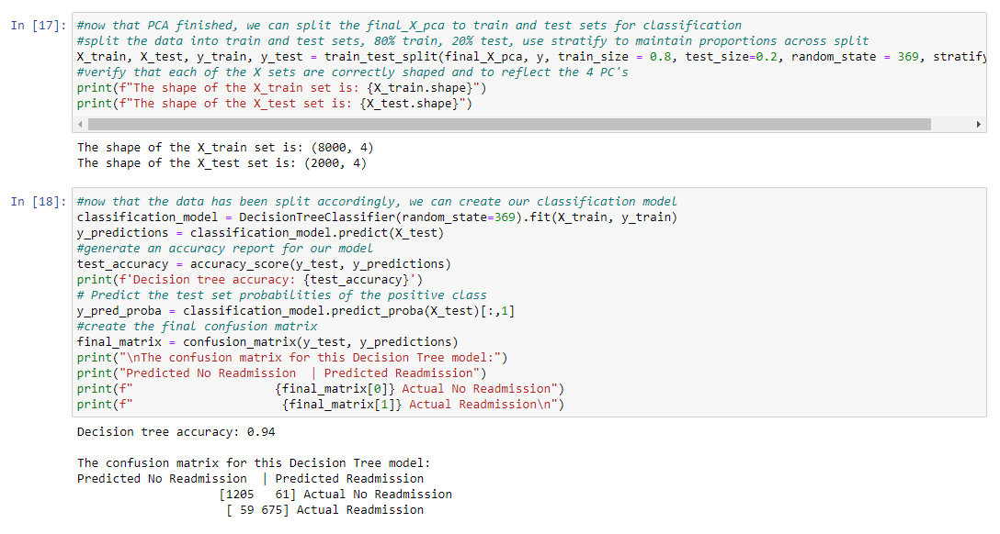 In [17]: #now that PCA finished, we can split the final_X_pca to train and test sets for classification
#split the data into train and test sets, 80% train, 20% test, use stratify to maintain proportions across split
X_train, X_test, y_train, y_test = train_test_split(final_X_pca, y, train_size = 0.8, test_size=0.2, random_state = 369, stratify
#verify that each of the X sets are correctly shaped and to reflect the 4 PC's
print(f"The shape of the X_train set is: {X_train.shape}")
print(f"The shape of the X_test set is: {X_test.shape}")
The shape of the X_train set is: (8000, 4)
The shape of the X_test set is: (2000, 4)
In [18]: #now that the data has been split accordingly, we can create our classification model
classification_model = DecisionTreeClassifier(random_state=369).fit(X_train, y_train)
y_predictions = classification_model.predict(X_test)
#generate an accuracy report for our model
test_accuracy = accuracy_score(y_test, y_predictions)
print(f'Decision tree accuracy: {test_accuracy}')
# Predict the test set probabilities of the positive class
y_pred_proba = classification_model.predict_proba(X_test)[:,1]
#create the final confusion matrix
final_matrix = confusion_matrix(y_test, y_predictions)
print("\nThe confusion matrix for this Decision Tree model:")
print("Predicted No Readmission  | Predicted Readmission")
print(f"                    {final_matrix[0]} Actual No Readmission")
print(f"                     {final_matrix[1]} Actual Readmission\n")
Decision tree accuracy: 0.94
The confusion matrix for this Decision Tree model:
Predicted No Readmission  | Predicted Readmission
                    [1205   61] Actual No Readmission
                     [ 59 675] Actual Readmission